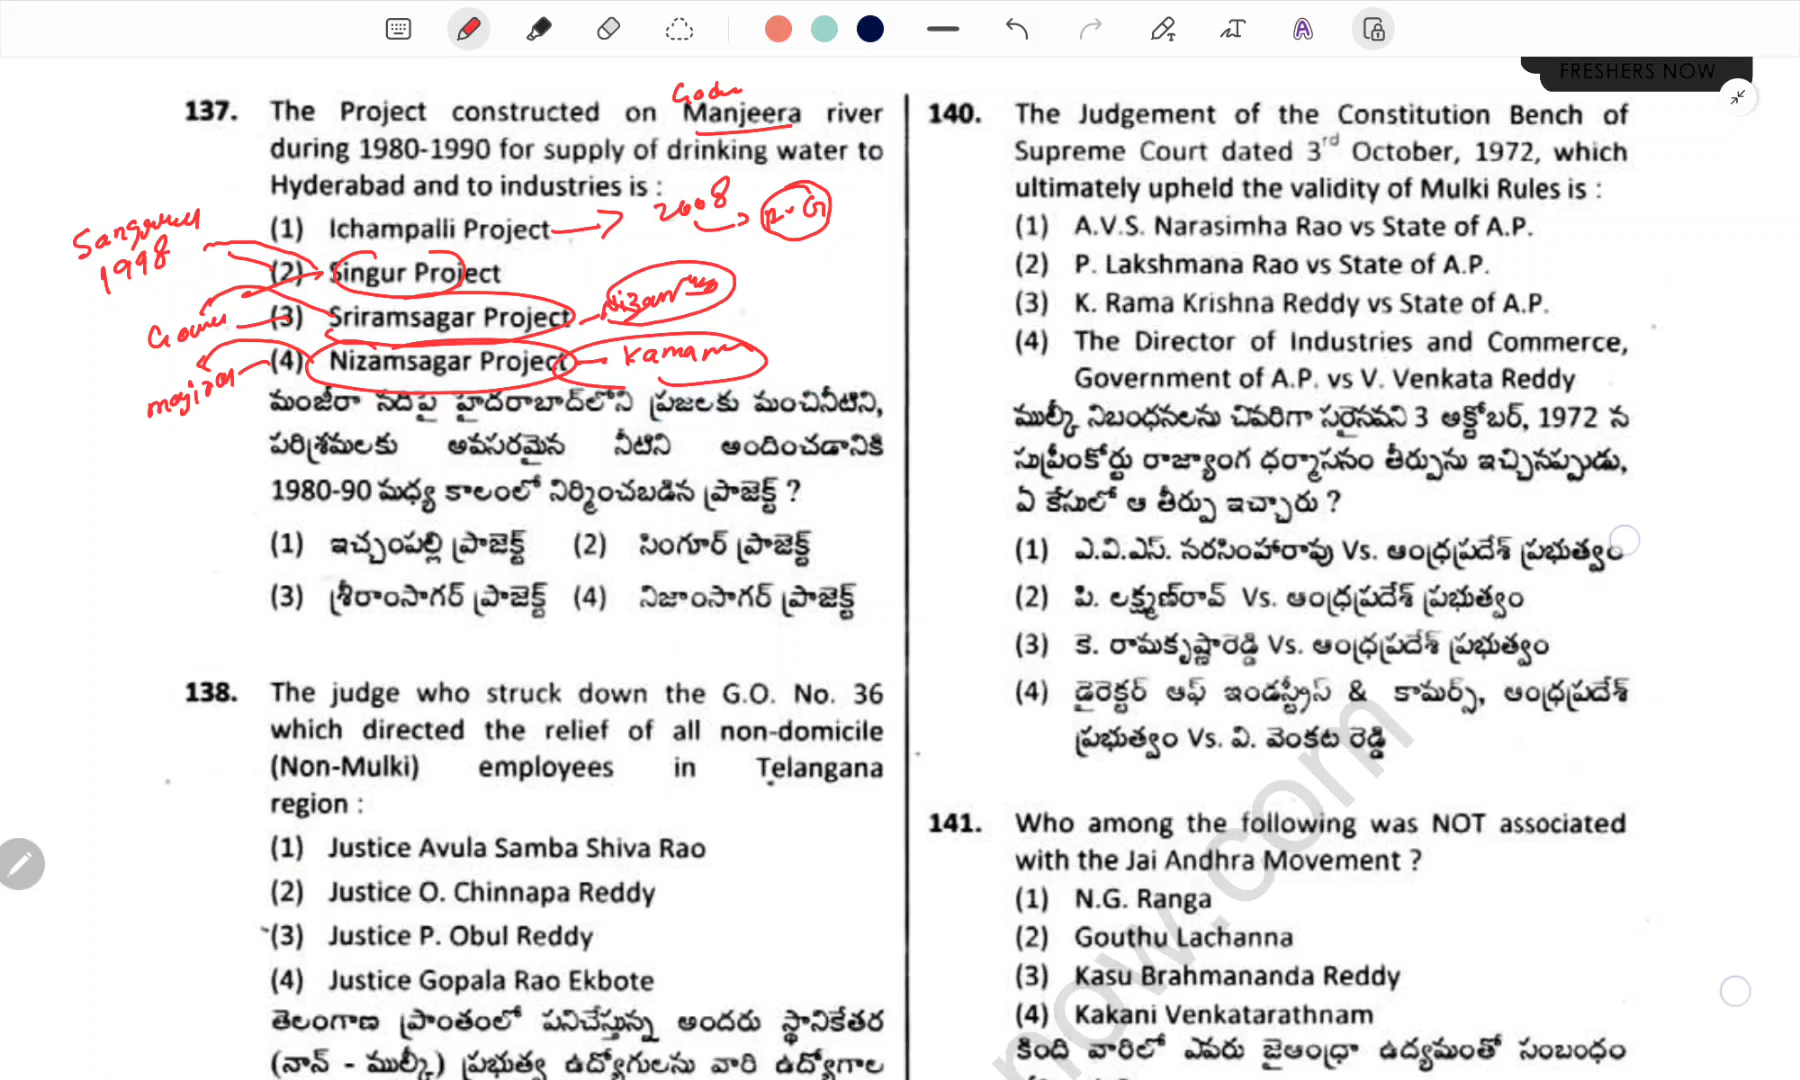 FRESHERS NOW
137. The Project constructed on Manjeera river
during 1980-1990 for supply of drinking water to
Hyderabad and to industries is :
(1) Ichampalli Project
2008
(2) Singur Project
1998
(3) Sriramsagar Project
(4) Nizamsagar Project
మంజీరా నదిపై హైదరాబాద్‌లోని ప్రజలకు మంచినీటిని,
పరిశ్రమలకు అవసరమైన నీటిని అందించడానికి
1980-90 మధ్య కాలంలో నిర్మించబడిన ప్రాజెక్ట్ ?
(1) ఇచ్చంపల్లి ప్రాజెక్ట్ (2) సింగూర్ ప్రాజెక్ట్
(3) శ్రీరాంసాగర్ ప్రాజెక్ట్ (4) నిజాంసాగర్ ప్రాజెక్ట్
138. The judge who struck down the G.O. No. 36
which directed the relief of all non-domicile
(Non-Mulki) employees in Telangana
region :
(1) Justice Avula Samba Shiva Rao
(2) Justice O. Chinnapa Reddy
(3) Justice P. Obul Reddy
(4) Justice Gopala Rao Ekbote
తెలంగాణ ప్రాంతంలో పనిచేస్తున్న అందరు స్థానికేతర
(నాన్ - ముల్కీ) ప్రభుత్వ ఉద్యోగులను వారి ఉద్యోగాల
140. The Judgement of the Constitution Bench of
Supreme Court dated 3rd October, 1972, which
ultimately upheld the validity of Mulki Rules is :
(1) A.V.S. Narasimha Rao vs State of A.P.
(2) P. Lakshmana Rao vs State of A.P.
(3) K. Rama Krishna Reddy vs State of A.P.
(4) The Director of Industries and Commerce,
Government of A.P. vs V. Venkata Reddy
ముల్కీ నిబంధనలను చివరిగా సరైనవని 3 అక్టోబర్, 1972 న
సుప్రీంకోర్టు రాజ్యాంగ ధర్మాసనం తీర్పును ఇచ్చినప్పుడు,
ఏ కేసులో ఆ తీర్పు ఇచ్చారు ?
(1) ఎ.వి.ఎస్. నరసింహారావు Vs. ఆంధ్రప్రదేశ్ ప్రభుత్వం
(2) పి. లక్ష్మణ్‌రావ్ Vs. ఆంధ్రప్రదేశ్ ప్రభుత్వం
(3) కె. రామకృష్ణారెడ్డి Vs. ఆంధ్రప్రదేశ్ ప్రభుత్వం
(4) డైరెక్టర్ ఆఫ్ ఇండస్ట్రీస్ & కామర్స్, ఆంధ్రప్రదేశ్
ప్రభుత్వం Vs. వి. వెంకట రెడ్డి
141. Who among the following was NOT associated
with the Jai Andhra Movement ?
(1) N.G. Ranga
(2) Gouthu Lachanna
(3) Kasu Brahmananda Reddy
(4) Kakani Venkatarathnam
కింది వారిలో ఎవరు జైఆంధ్రా ఉద్యమంతో సంబంధం
now.com